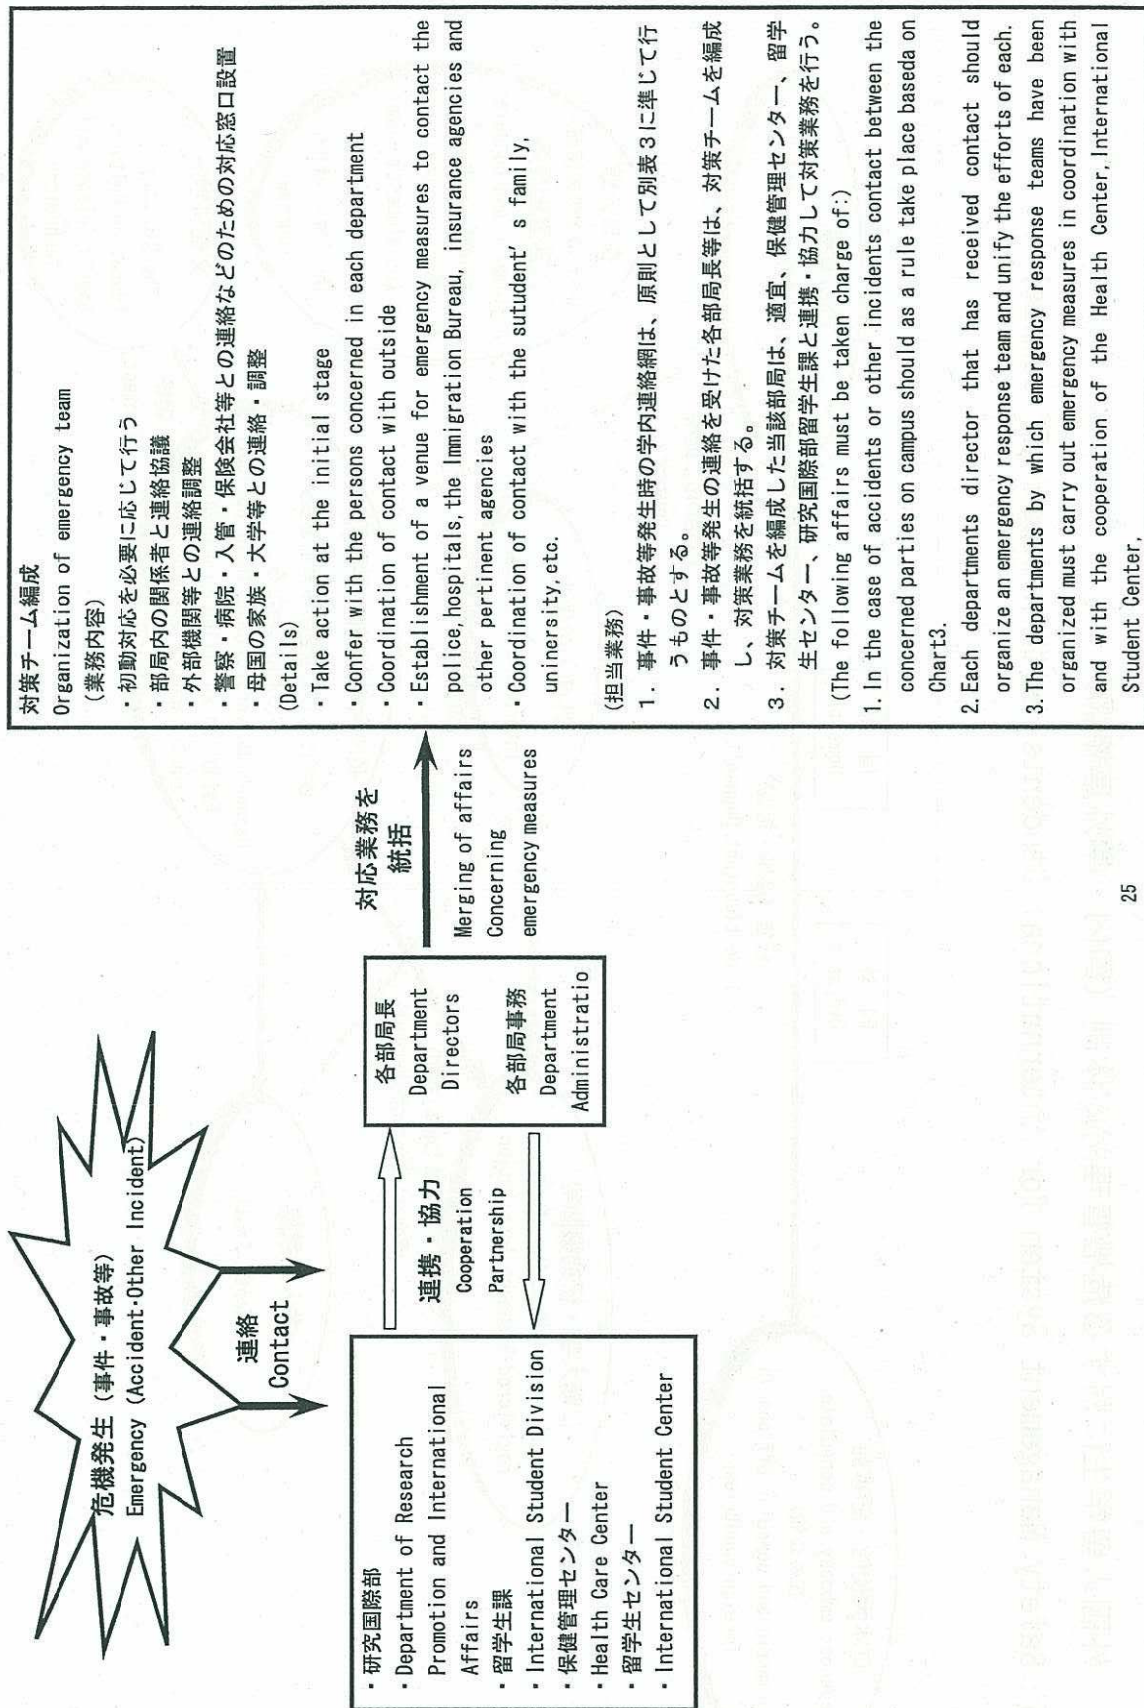 危機発生（事件・事故等）
Emergency (Accident・Other Incident)
連絡
Contact
・研究国際部
・Department of Research
Promotion and International
Affairs
・留学生課
・International Student Division
・保健管理センター
・Health Care Center
・留学生センター
・International Student Center
連携・協力
Cooperation
Partnership
各部局長
Department
Directors
各部局事務
Department
Administratio
対応業務を
統括
Merging of affairs
Concerning
emergency measures
対策チーム編成
Organization of emergency team
（業務内容）
・初動対応を必要に応じて行う
・部局内の関係者と連絡協議
・外部機関等との連絡調整
・警察・病院・入管・保険会社等との連絡などのための対応窓口設置
・母国の家族・大学等との連絡・調整
(Details)
・Take action at the initial stage
・Confer with the persons concerned in each department
・Coordination of contact with outside
・Establishment of a venue for emergency measures to contact the
police,hospitals,the Immigration Bureau, insurance agencies and
other pertinent agencies
・Coordination of contact with the sutudent's family,
uninersity,etc.
(担当業務)
１．事件・事故等発生時の学内連絡網は、原則として別表３に準じて行
うものとする。
２．事件・事故等発生の連絡を受けた各部局長等は、対策チームを編成
し、対策業務を統括する。
３．対策チームを編成した当該部局は、適宜、保健管理センター、留学
生センター、研究国際部留学生課と連携・協力して対策業務を行う。
(The following affairs must be taken charge of:)
1. In the case of accidents or other incidents contact between the
concerned parties on campus should as a rule take place baseda on
Chart3.
2. Each departments director that has received contact should
organize an emergency response team and unify the efforts of each.
3. The departments by which emergency response teams have been
organized must carry out emergency measures in coordination with
and with the cooperation of the Health Center, International
Student Center,
25